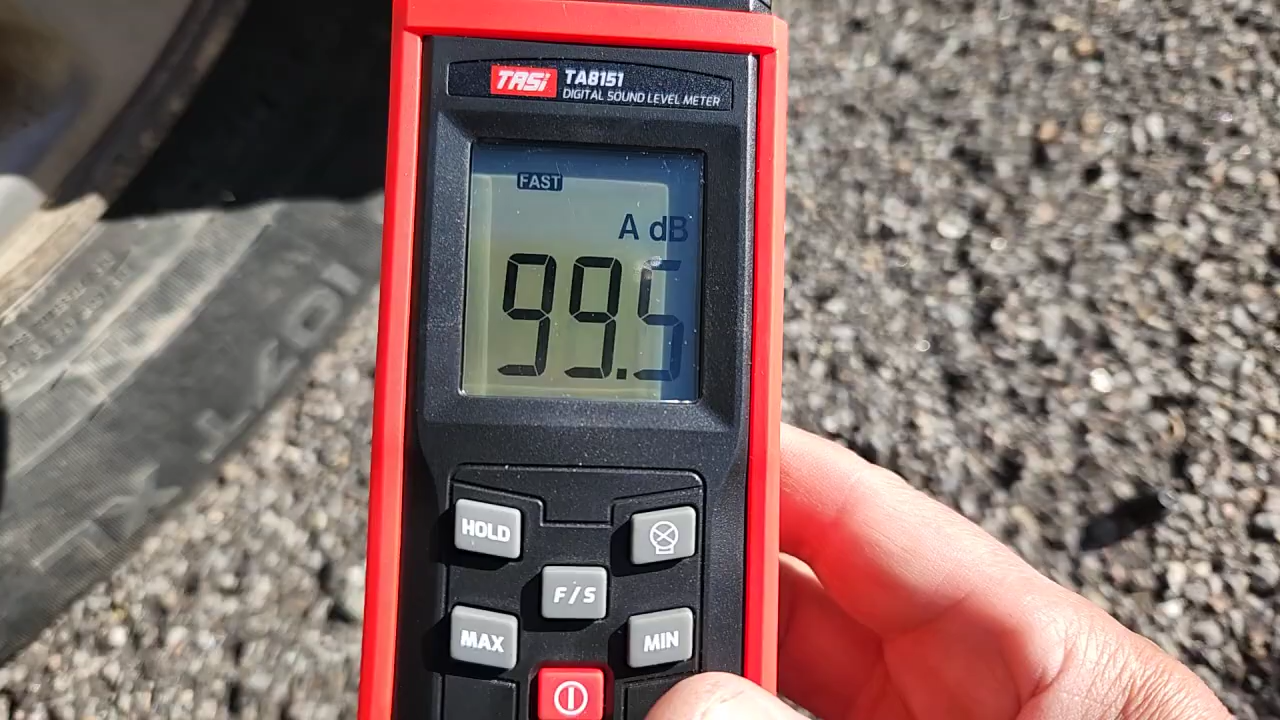 TASI TA8151
DIGITAL SOUND LEVEL METER
FAST
A dB
99.5
HOLD
F/S
MAX
MIN